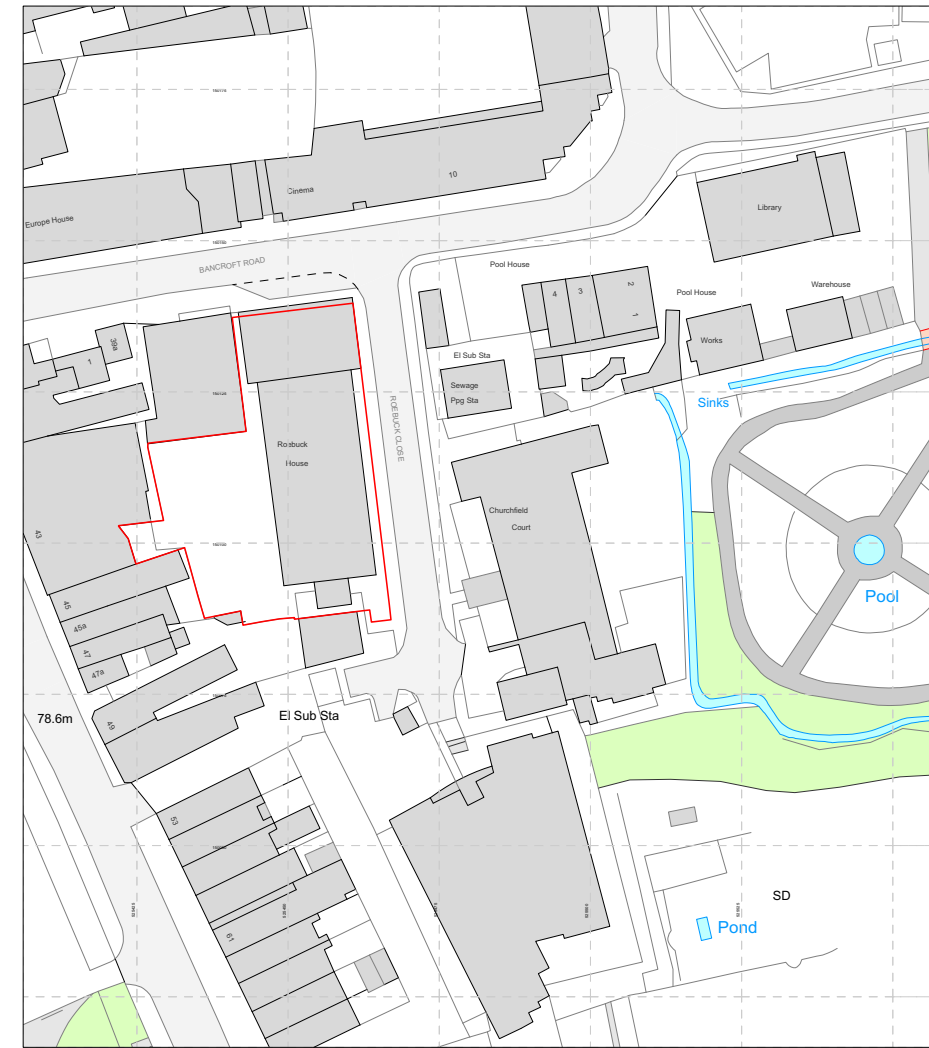 Cinema
10
Europe House
Library
BANCROFT ROAD
Pool House
4
3
2
1
Pool House
Warehouse
39a
1
El Sub Sta
Works
Sewage
Ppg Sta
Sinks
ROEBUCK CLOSE
Roebuck
House
Churchfield
Court
43
Pool
45
45a
47
47a
49
78.6m
El Sub Sta
53
61
SD
Pond